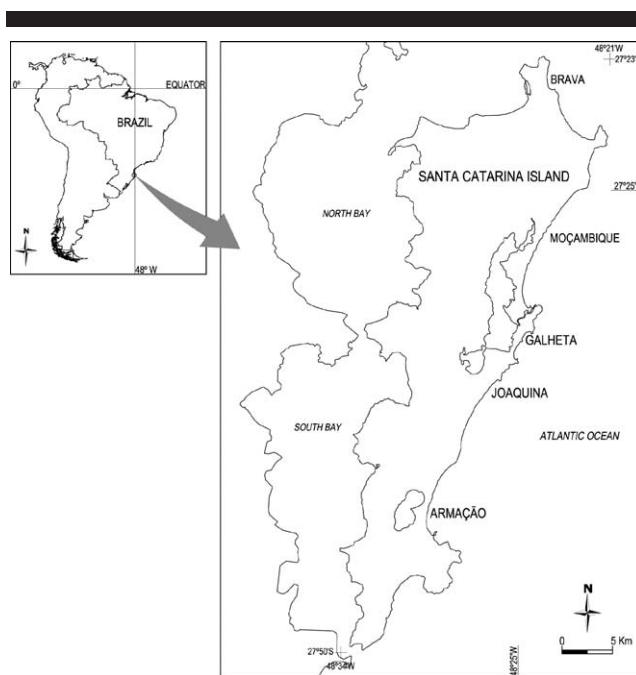 EQUATOR
0°
BRAZIL
N
48° W
48°21'W
27°23'
BRAVA
SANTA CATARINA ISLAND
27°25'
NORTH BAY
MOÇAMBIQUE
GALHETA
JOAQUINA
SOUTH BAY
ATLANTIC OCEAN
ARMAÇÃO
N
0 5 Km
27°50'S
48°34'W
48°25'W